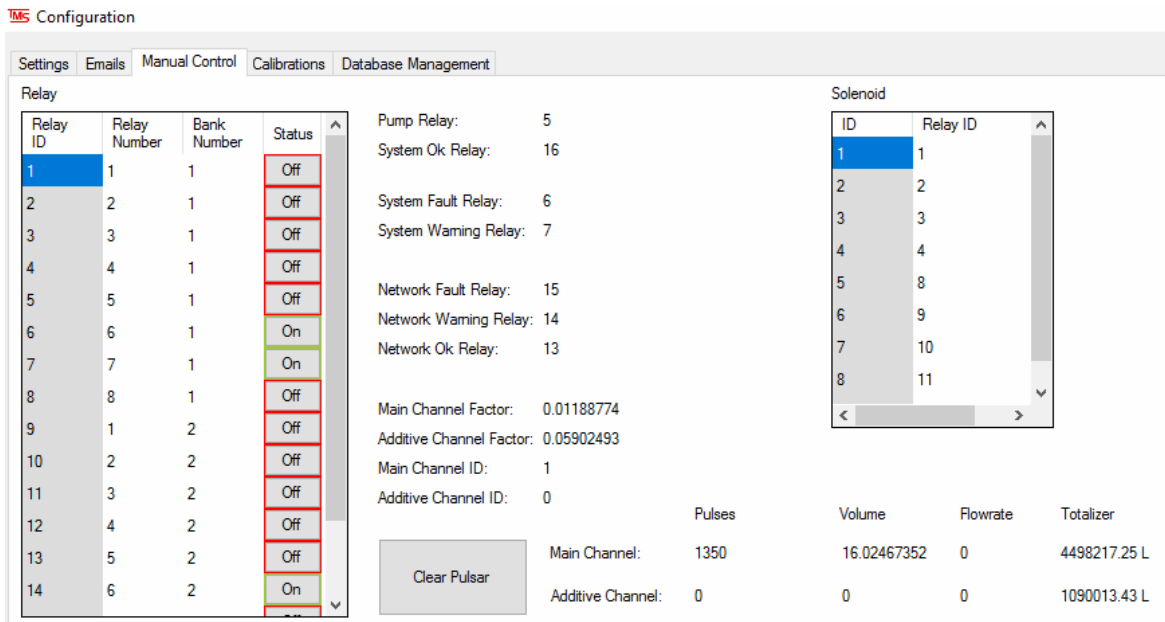 TMS Configuration
Settings Emails Manual Control Calibrations Database Management
Relay
Relay ID Relay Number Bank Number Status
1 1 1 Off
2 2 1 Off
3 3 1 Off
4 4 1 Off
5 5 1 Off
6 6 1 On
7 7 1 On
8 8 1 Off
9 1 2 Off
10 2 2 Off
11 3 2 Off
12 4 2 Off
13 5 2 Off
14 6 2 On
Pump Relay: 5
System Ok Relay: 16
System Fault Relay: 6
System Warning Relay: 7
Network Fault Relay: 15
Network Warning Relay: 14
Network Ok Relay: 13
Main Channel Factor: 0.01188774
Additive Channel Factor: 0.05902493
Main Channel ID: 1
Additive Channel ID: 0
Solenoid
ID Relay ID
1 1
2 2
3 3
4 4
5 8
6 9
7 10
8 11
Clear Pulsar
Pulses Volume Flowrate Totalizer
Main Channel: 1350 16.02467352 0 4498217.25 L
Additive Channel: 0 0 0 1090013.43 L